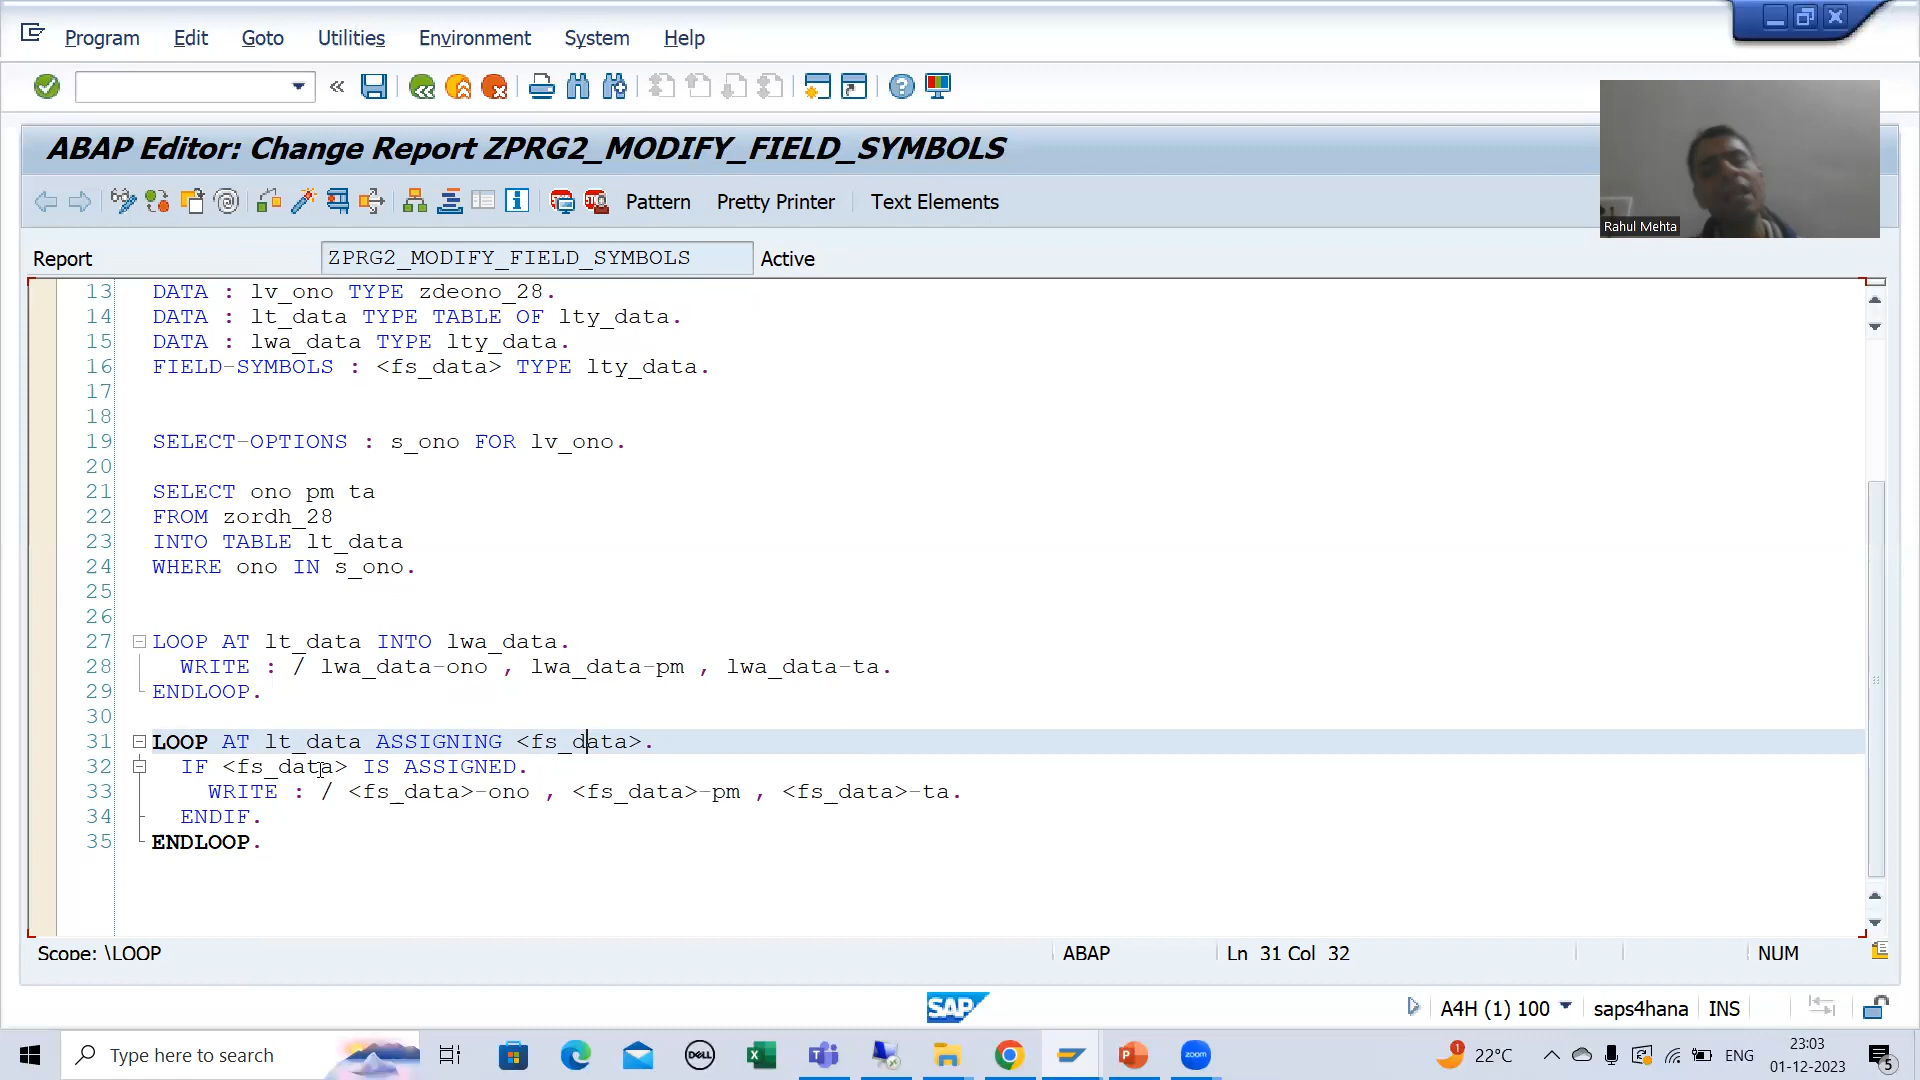 Program Edit Goto Utilities Environment System Help
ABAP Editor: Change Report ZPRG2_MODIFY_FIELD_SYMBOLS
Pattern Pretty Printer Text Elements
Rahul Mehta
Report ZPRG2_MODIFY_FIELD_SYMBOLS Active
13 DATA : lv_ono TYPE zdeono_28.
14 DATA : lt_data TYPE TABLE OF lty_data.
15 DATA : lwa_data TYPE lty_data.
16 FIELD-SYMBOLS : <fs_data> TYPE lty_data.
17
18
19 SELECT-OPTIONS : s_ono FOR lv_ono.
20
21 SELECT ono pm ta
22 FROM zordh_28
23 INTO TABLE lt_data
24 WHERE ono IN s_ono.
25
26
27 LOOP AT lt_data INTO lwa_data.
28 WRITE : / lwa_data-ono , lwa_data-pm , lwa_data-ta.
29 ENDLOOP.
30
31 LOOP AT lt_data ASSIGNING <fs_data>.
32 IF <fs_data> IS ASSIGNED.
33 WRITE : / <fs_data>-ono , <fs_data>-pm , <fs_data>-ta.
34 ENDIF.
35 ENDLOOP.
Scope: \LOOP ABAP Ln 31 Col 32 NUM
SAP A4H (1) 100 saps4hana INS
Type here to search DELL zoom 1 22°C ENG 23:03
01-12-2023 5